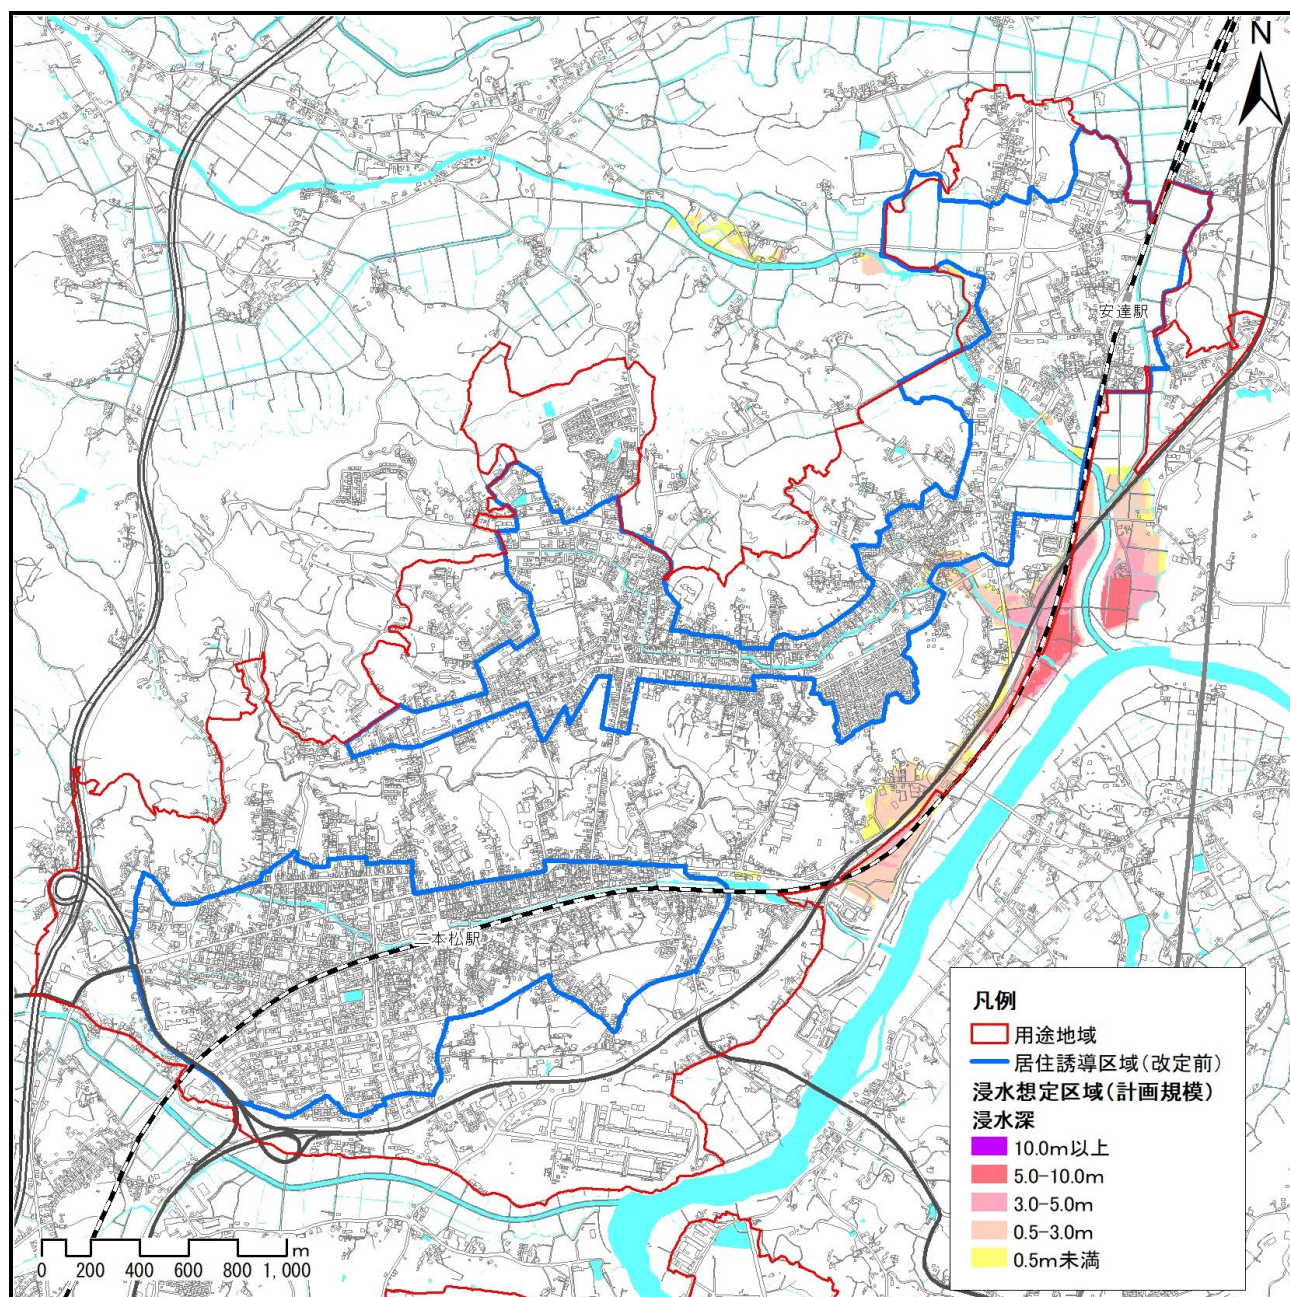 N
安達駅
二本松駅
凡例
用途地域
居住誘導区域(改定前)
浸水想定区域(計画規模)
浸水深
10.0m以上
5.0-10.0m
3.0-5.0m
0.5-3.0m
0.5m未満
m
0 200 400 600 800 1,000